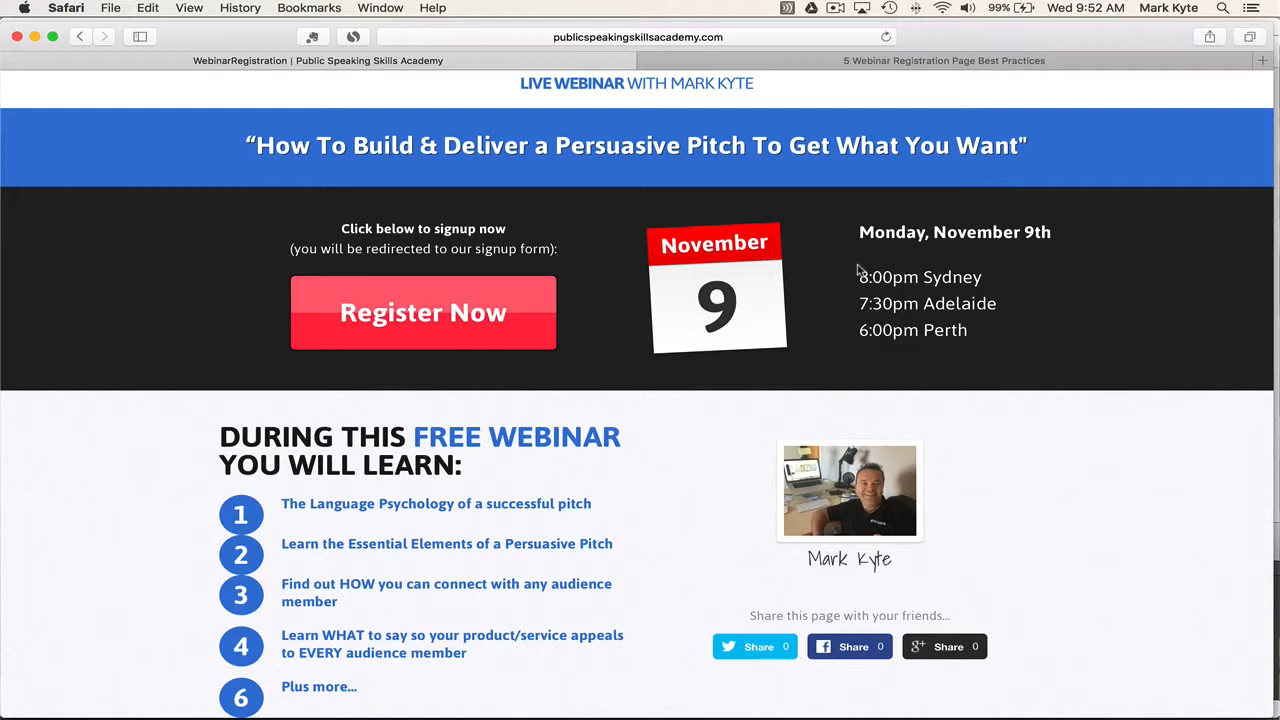 Safari File Edit View History Bookmarks Window Help 99% Wed 9:52 AM Mark Kyte
publicspeakingskillsacademy.com
WebinarRegistration | Public Speaking Skills Academy
5 Webinar Registration Page Best Practices
LIVE WEBINAR WITH MARK KYTE
“How To Build & Deliver a Persuasive Pitch To Get What You Want"
Click below to signup now
(you will be redirected to our signup form):
Register Now
November
9
Monday, November 9th
8:00pm Sydney
7:30pm Adelaide
6:00pm Perth
DURING THIS FREE WEBINAR
YOU WILL LEARN:
1 The Language Psychology of a successful pitch
2 Learn the Essential Elements of a Persuasive Pitch
3 Find out HOW you can connect with any audience
member
4 Learn WHAT to say so your product/service appeals
to EVERY audience member
6 Plus more...
Mark Kyte
Share this page with your friends...
Share 0
Share 0
Share 0